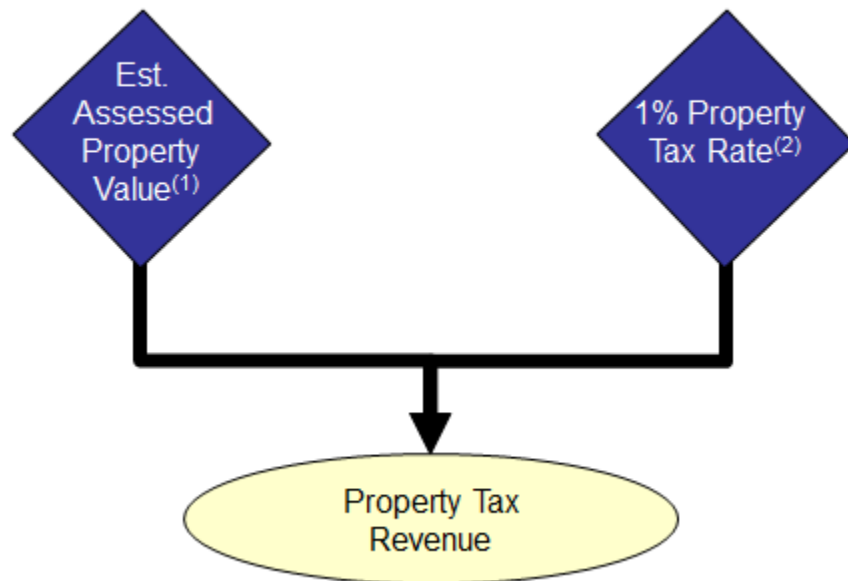 Est.
Assessed
Property
Value(1)
1% Property
Tax Rate(2)
Property Tax
Revenue